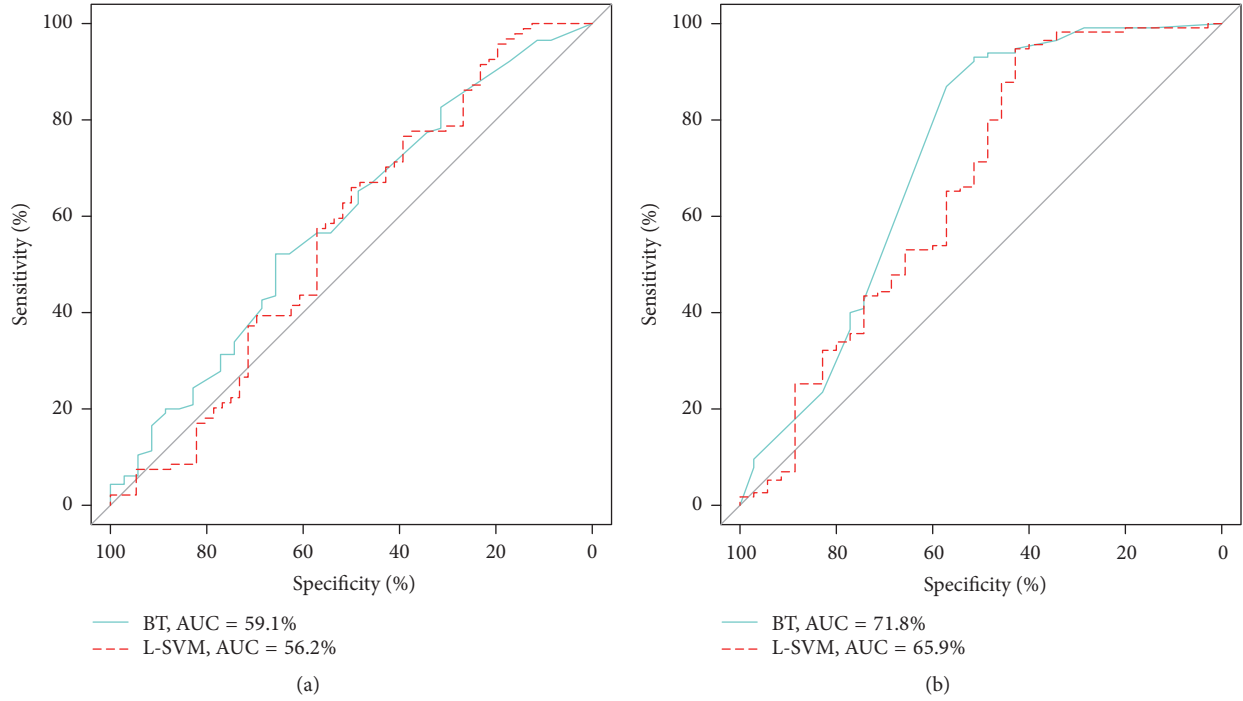 100
80
60
40
20
0
Sensitivity (%)
100
80
60
40
20
0
Specificity (%)
BT, AUC = 59.1%
L-SVM, AUC = 56.2%
(a)
100
80
60
40
20
0
Sensitivity (%)
100
80
60
40
20
0
Specificity (%)
BT, AUC = 71.8%
L-SVM, AUC = 65.9%
(b)